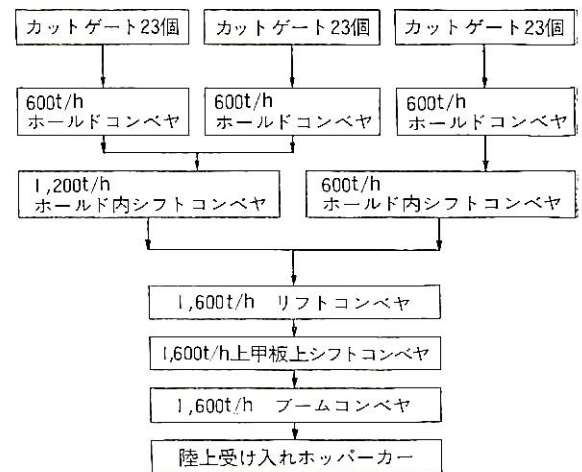 カットゲート23個
カットゲート23個
カットゲート23個
600t/h
ホールドコンベヤ
600t/h
ホールドコンベヤ
600t/h
ホールドコンベヤ
1,200t/h
ホールド内シフトコンベヤ
600t/h
ホールド内シフトコンベヤ
1,600t/h リフトコンベヤ
1,600t/h上甲板上シフトコンベヤ
1,600t/h ブームコンベヤ
陸上受け入れホッパーカー